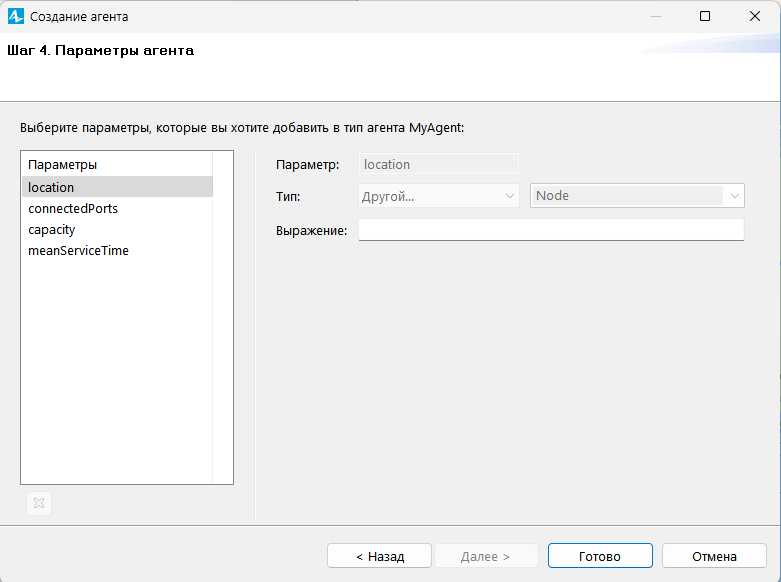 Создание агента
Шаг 4. Параметры агента
Выберите параметры, которые вы хотите добавить в тип агента MyAgent:
Параметры
location
connectedPorts
capacity
meanServiceTime
Параметр: location
Тип: Другой... Node
Выражение:
< Назад Далее > Готово Отмена